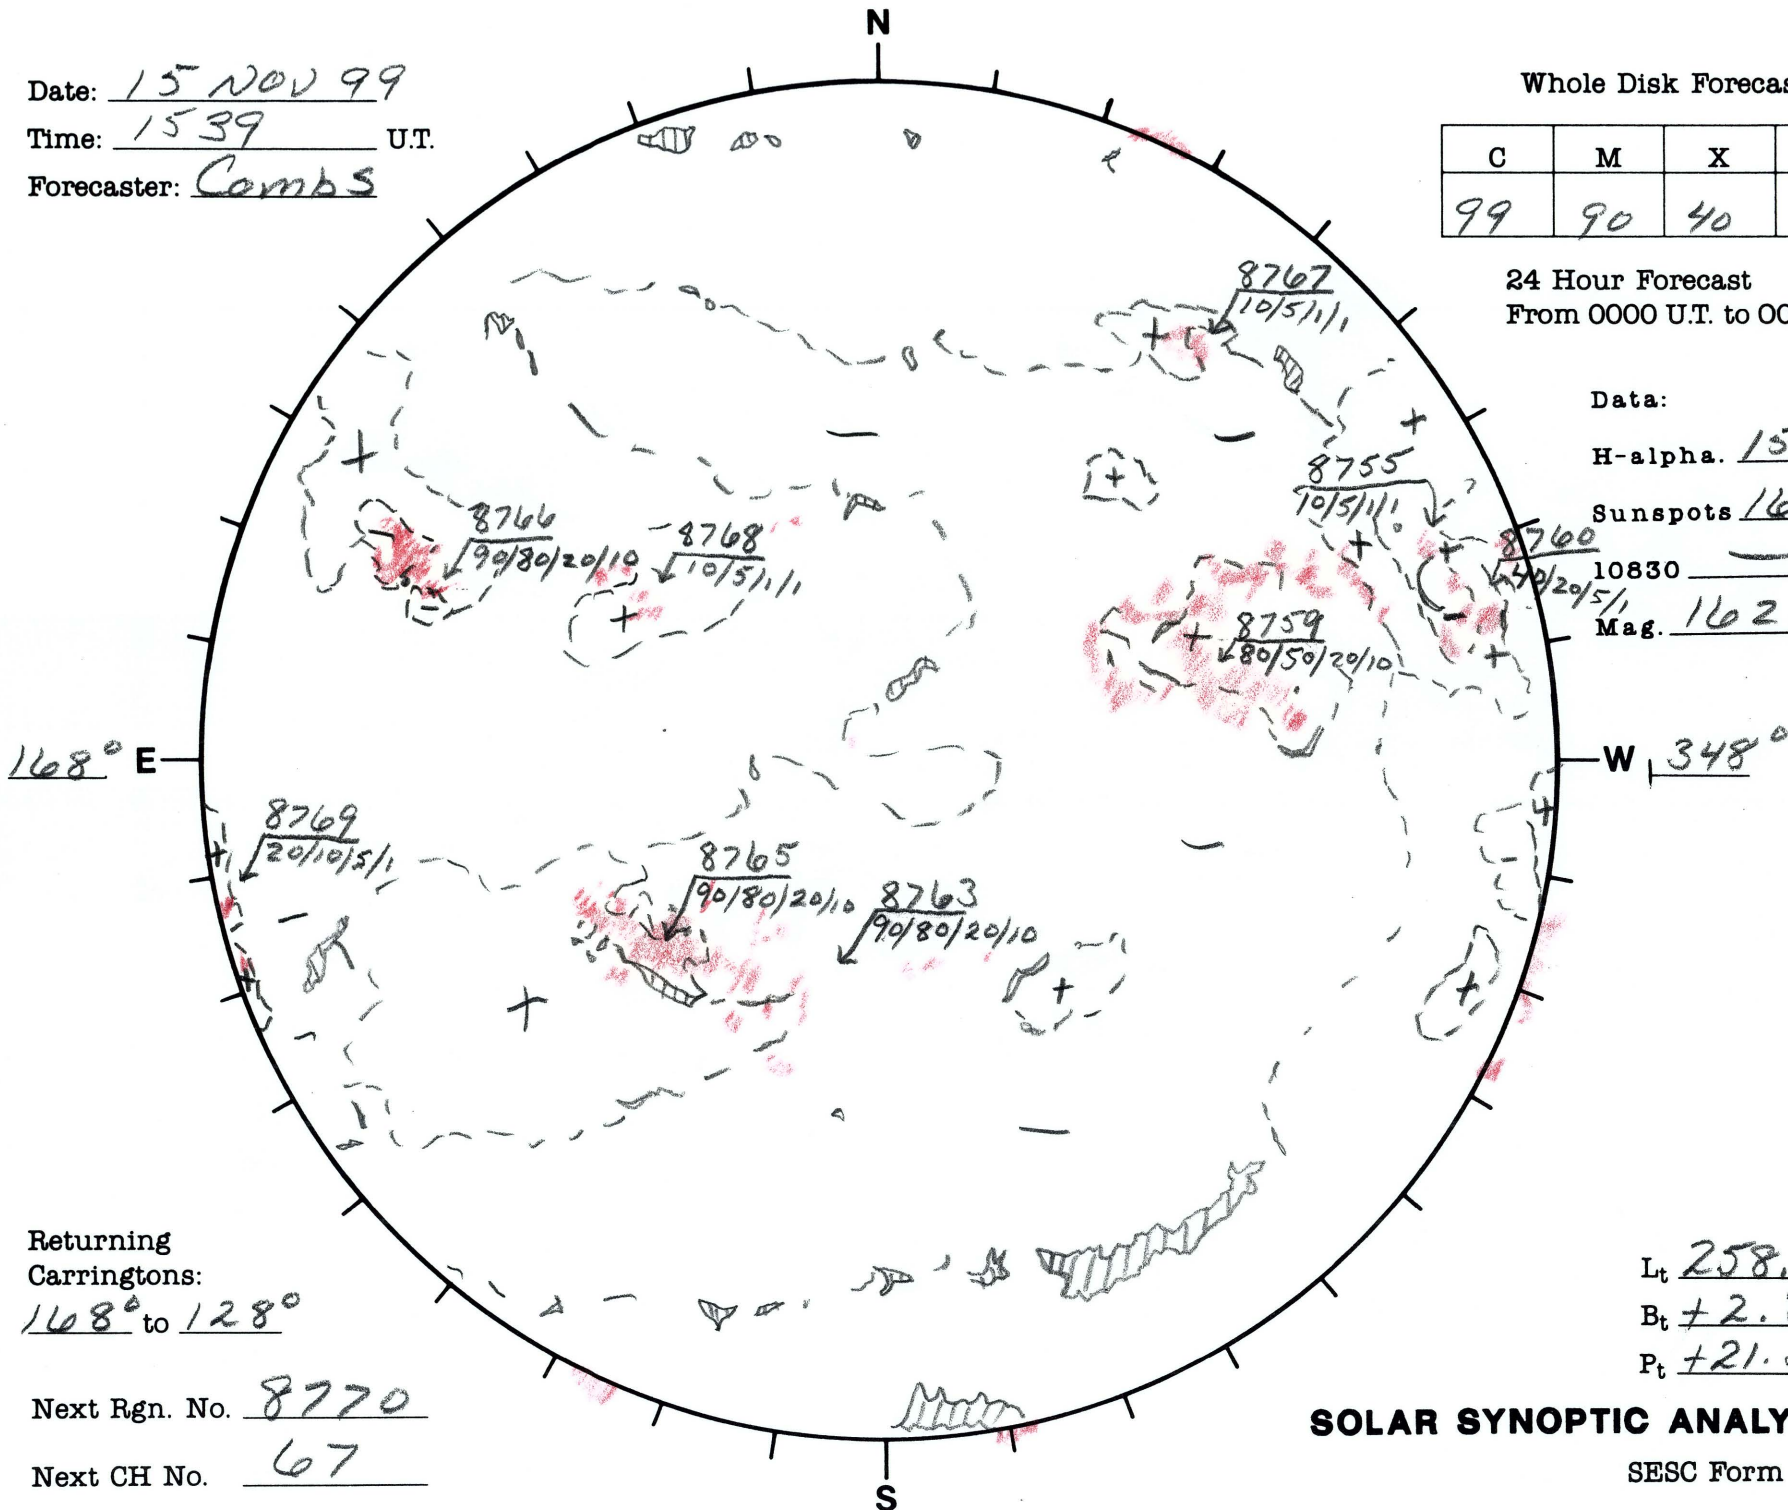 N
Date: 15 NOV 99
Time: 1539 U.T.
Forecaster: Combs
Whole Disk Forecas
C M X
99 90 40
24 Hour Forecast
From 0000 U.T. to 00
Data:
H-alpha. 15
Sunspots 16
10830 —
Mag. 162
8767
10/5/1/1
8755
10/5/1/1
8760
40/20/5/1
8766
90/80/20/10
8768
10/5/1/1
8759
80/50/20/10
168° E
W 348°
8769
20/10/5/1
8765
90/80/20/10
8763
90/80/20/10
Returning
Carringtons:
168° to 128°
Next Rgn. No. 8770
Next CH No. 67
Lt 258.
Bt +2.
Pt +21.
SOLAR SYNOPTIC ANALY
SESC Form
S